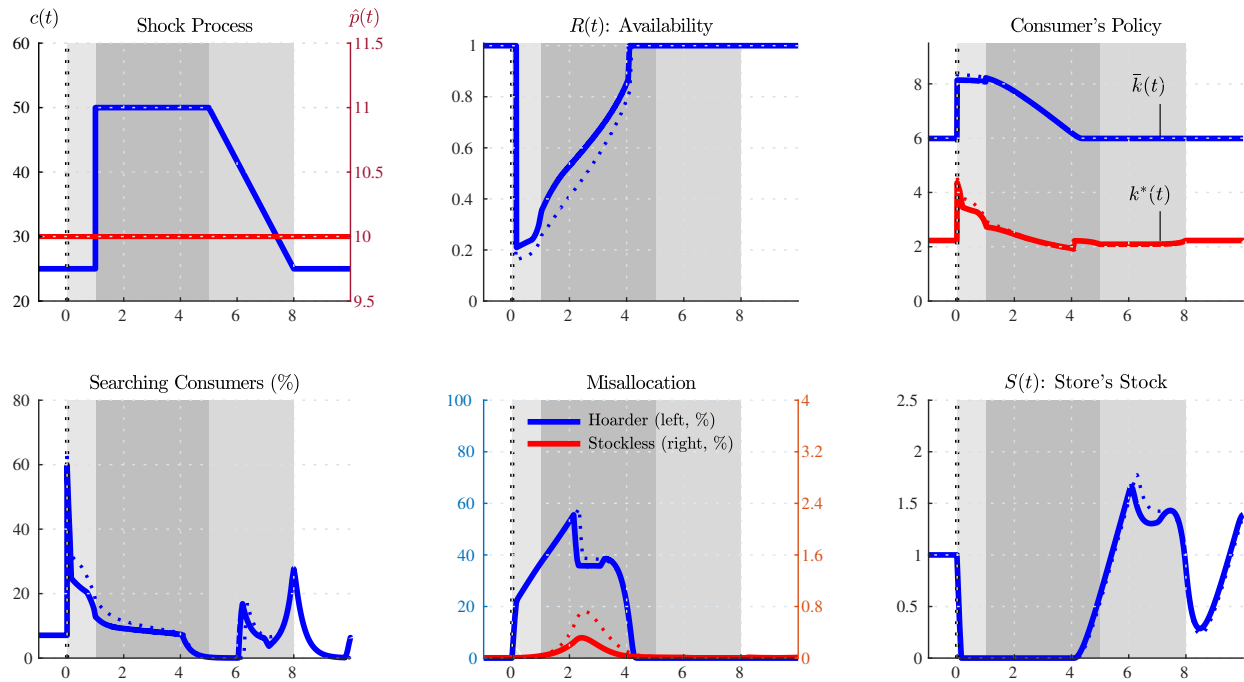 c(t)
Shock Process
p̂(t)
60
50
40
30
20
11.5
11
10.5
10
9.5
0 2 4 6 8
R(t): Availability
1
0.8
0.6
0.4
0.2
0
0 2 4 6 8
Consumer's Policy
8
6
4
2
0
k̄(t)
k*(t)
0 2 4 6 8
Searching Consumers (%)
80
60
40
20
0
0 2 4 6 8
Misallocation
100
80
60
40
20
0
Hoarder (left, %)
Stockless (right, %)
4
3.2
2.4
1.6
0.8
0
0 2 4 6 8
S(t): Store's Stock
2.5
2
1.5
1
0.5
0
0 2 4 6 8